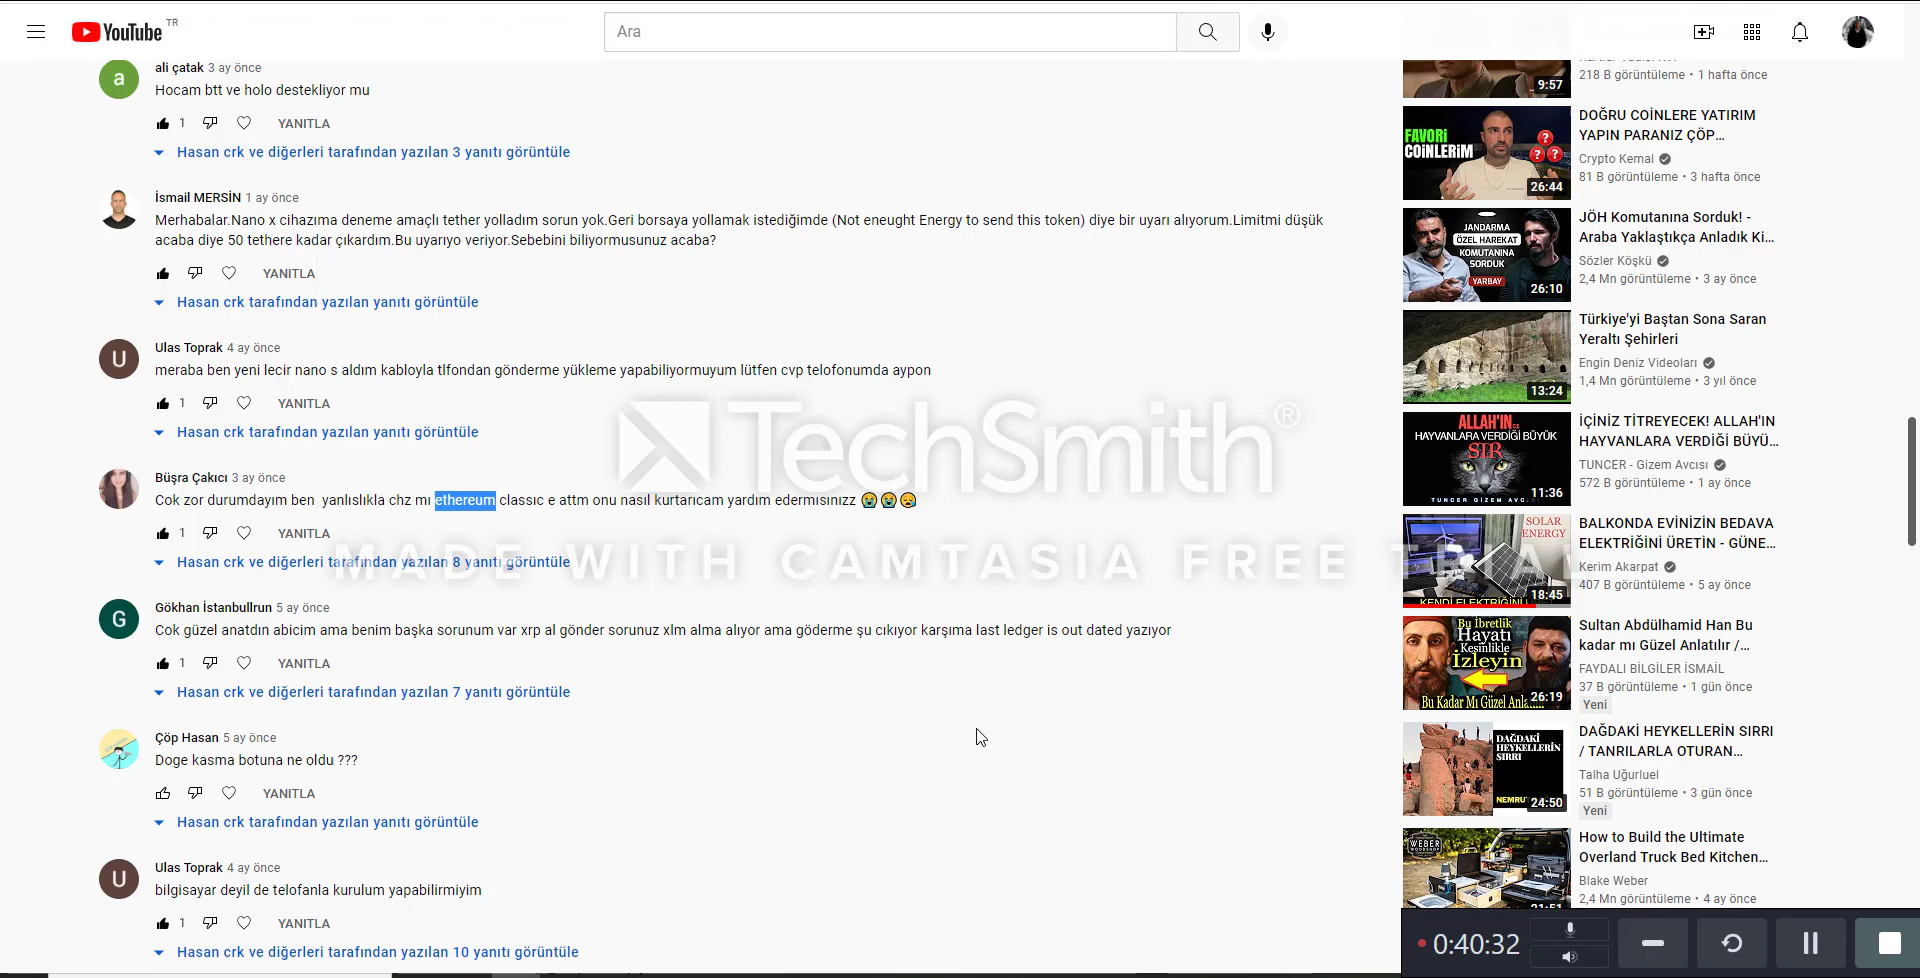 YouTube TR
Ara
ali çatak 3 ay önce
Hocam btt ve holo destekliyor mu
1 YANITLA
Hasan crk ve diğerleri tarafından yazılan 3 yanıtı görüntüle
İsmail MERSİN 1 ay önce
Merhabalar.Nano x cihazıma deneme amaçlı tether yolladım sorun yok.Geri borsaya yollamak istediğimde (Not eneught Energy to send this token) diye bir uyarı alıyorum.Limitmi düşük
acaba diye 50 tethere kadar çıkardım.Bu uyarıyo veriyor.Sebebini biliyormusunuz acaba?
YANITLA
Hasan crk tarafından yazılan yanıtı görüntüle
Ulas Toprak 4 ay önce
meraba ben yeni lecir nano s aldım kabloyla tlfondan gönderme yükleme yapabiliyormuyum lütfen cvp telofonumda aypon
1 YANITLA
Hasan crk tarafından yazılan yanıtı görüntüle
Büşra Çakıcı 3 ay önce
Cok zor durumdayım ben yanlıslıkla chz mı ethereum classıc e attm onu nasıl kurtarıcam yardım edermısınızz 😭😭😪
1 YANITLA
Hasan crk ve diğerleri tarafından yazılan 8 yanıtı görüntüle
Gökhan İstanbullrun 5 ay önce
Cok güzel anatdın abicim ama benim başka sorunum var xrp al gönder sorunuz xlm alma alıyor ama göderme şu cıkıyor karşıma last ledger is out dated yazıyor
1 YANITLA
Hasan crk ve diğerleri tarafından yazılan 7 yanıtı görüntüle
Çöp Hasan 5 ay önce
Doge kasma botuna ne oldu ???
YANITLA
Hasan crk tarafından yazılan yanıtı görüntüle
Ulas Toprak 4 ay önce
bilgisayar deyil de telofanla kurulum yapabilirmiyim
1 YANITLA
Hasan crk ve diğerleri tarafından yazılan 10 yanıtı görüntüle
TechSmith®
MADE WITH CAMTASIA FREE TRIAL
9:57
218 B görüntüleme • 1 hafta önce
FAVORİ
COİNLERİM
? ? ?
26:44
DOĞRU COİNLERE YATIRIM
YAPIN PARANIZ ÇÖP...
Crypto Kemal
81 B görüntüleme • 3 hafta önce
JANDARMA
ÖZEL HAREKAT
KOMUTANINA
SORDUK
YARBAY
26:10
JÖH Komutanına Sorduk! -
Araba Yaklaştıkça Anladık Ki...
Sözler Köşkü
2,4 Mn görüntüleme • 3 ay önce
13:24
Türkiye'yi Baştan Sona Saran
Yeraltı Şehirleri
Engin Deniz Videoları
1,4 Mn görüntüleme • 3 yıl önce
ALLAH'IN cc
HAYVANLARA VERDİĞİ BÜYÜK
SIR
TUNCER GİZEM AVCISI
11:36
İÇİNİZ TİTREYECEK! ALLAH'IN
HAYVANLARA VERDİĞİ BÜYÜ...
TUNCER - Gizem Avcısı
572 B görüntüleme • 1 ay önce
SOLAR
ENERGY
KENDİ ELEKTRİĞİNİ
18:45
BALKONDA EVİNİZİN BEDAVA
ELEKTRİĞİNİ ÜRETİN - GÜNE...
Kerim Akarpat
407 B görüntüleme • 5 ay önce
Bu İbretlik
Hayatı
Kesinlikle
İzleyin
Bu Kadar Mı Güzel
26:19
Sultan Abdülhamid Han Bu
kadar mı Güzel Anlatılır /...
FAYDALI BİLGİLER İSMAİL
37 B görüntüleme • 1 gün önce
Yeni
DAĞDAKİ
HEYKELLERİN
SIRRI
NEMRUT
24:50
DAĞDAKİ HEYKELLERİN SIRRI
/ TANRILARLA OTURAN...
Talha Uğurluel
51 B görüntüleme • 3 gün önce
Yeni
WEBER
How to Build the Ultimate
Overland Truck Bed Kitchen...
Blake Weber
2,4 Mn görüntüleme • 4 ay önce
0:40:32